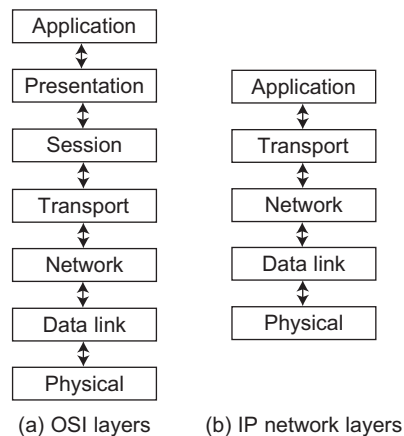 Application
Presentation
Session
Transport
Network
Data link
Physical
(a) OSI layers
Application
Transport
Network
Data link
Physical
(b) IP network layers